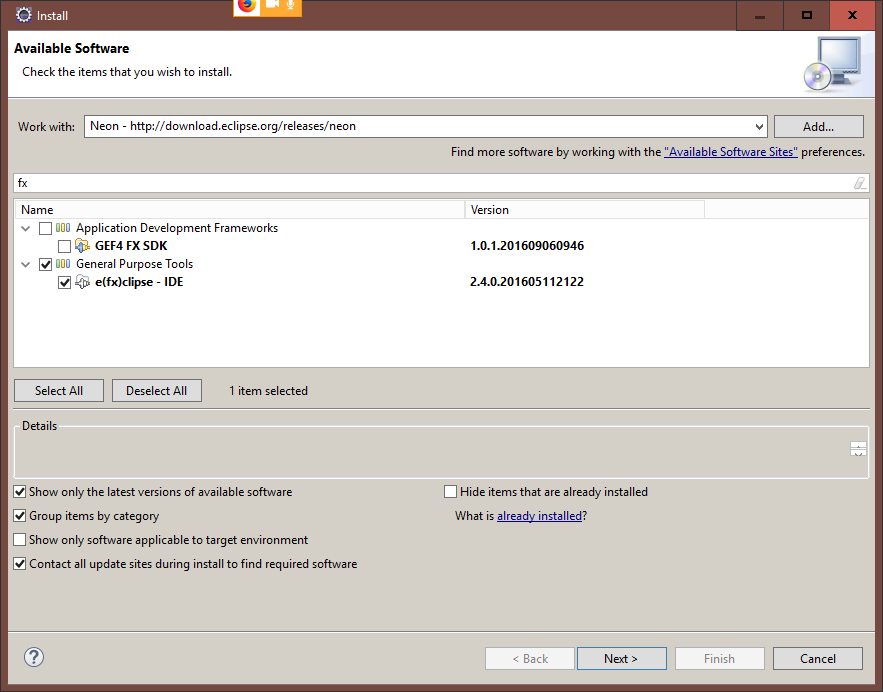 Install
Available Software
Check the items that you wish to install.
Work with: Neon - http://download.eclipse.org/releases/neon Add...
Find more software by working with the "Available Software Sites" preferences.
fx
Name Version
Application Development Frameworks
GEF4 FX SDK 1.0.1.201609060946
General Purpose Tools
e(fx)clipse - IDE 2.4.0.201605112122
Select All Deselect All 1 item selected
Details
Show only the latest versions of available software Hide items that are already installed
Group items by category What is already installed?
Show only software applicable to target environment
Contact all update sites during install to find required software
? < Back Next > Finish Cancel